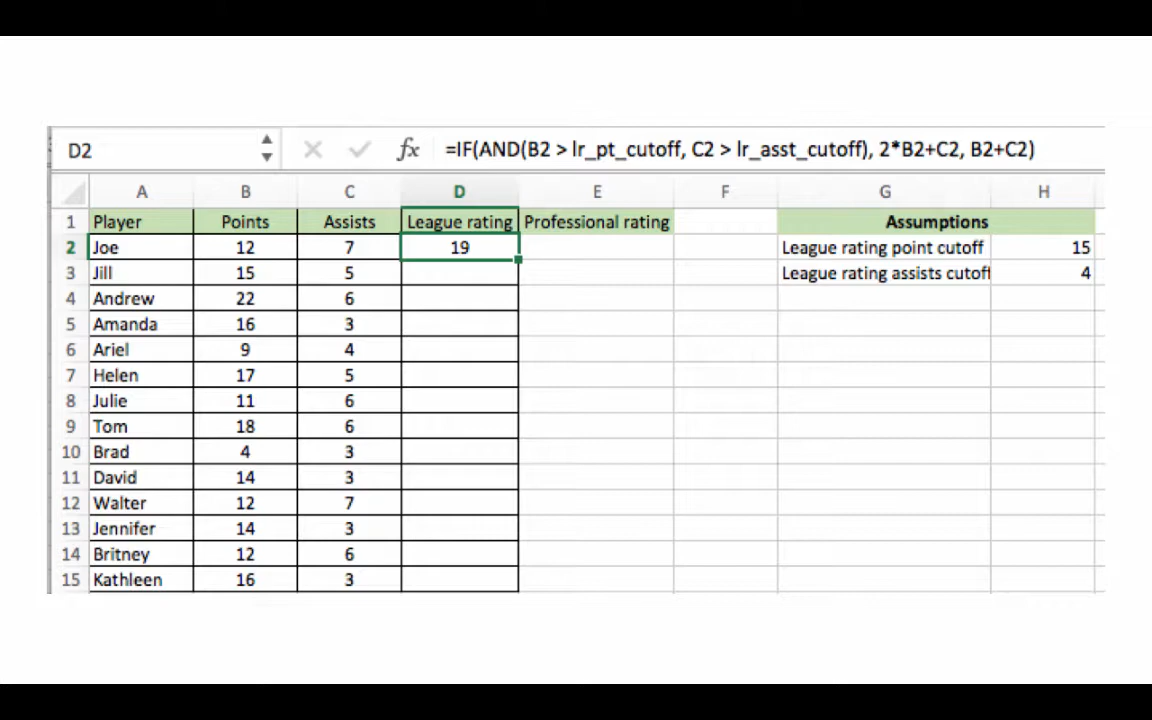 D2 fx =IF(AND(B2 > lr_pt_cutoff, C2 > lr_asst_cutoff), 2*B2+C2, B2+C2)
A B C D E F G H
1 Player Points Assists League rating Professional rating Assumptions
2 Joe 12 7 19 League rating point cutoff 15
3 Jill 15 5 League rating assists cutoff 4
4 Andrew 22 6
5 Amanda 16 3
6 Ariel 9 4
7 Helen 17 5
8 Julie 11 6
9 Tom 18 6
10 Brad 4 3
11 David 14 3
12 Walter 12 7
13 Jennifer 14 3
14 Britney 12 6
15 Kathleen 16 3